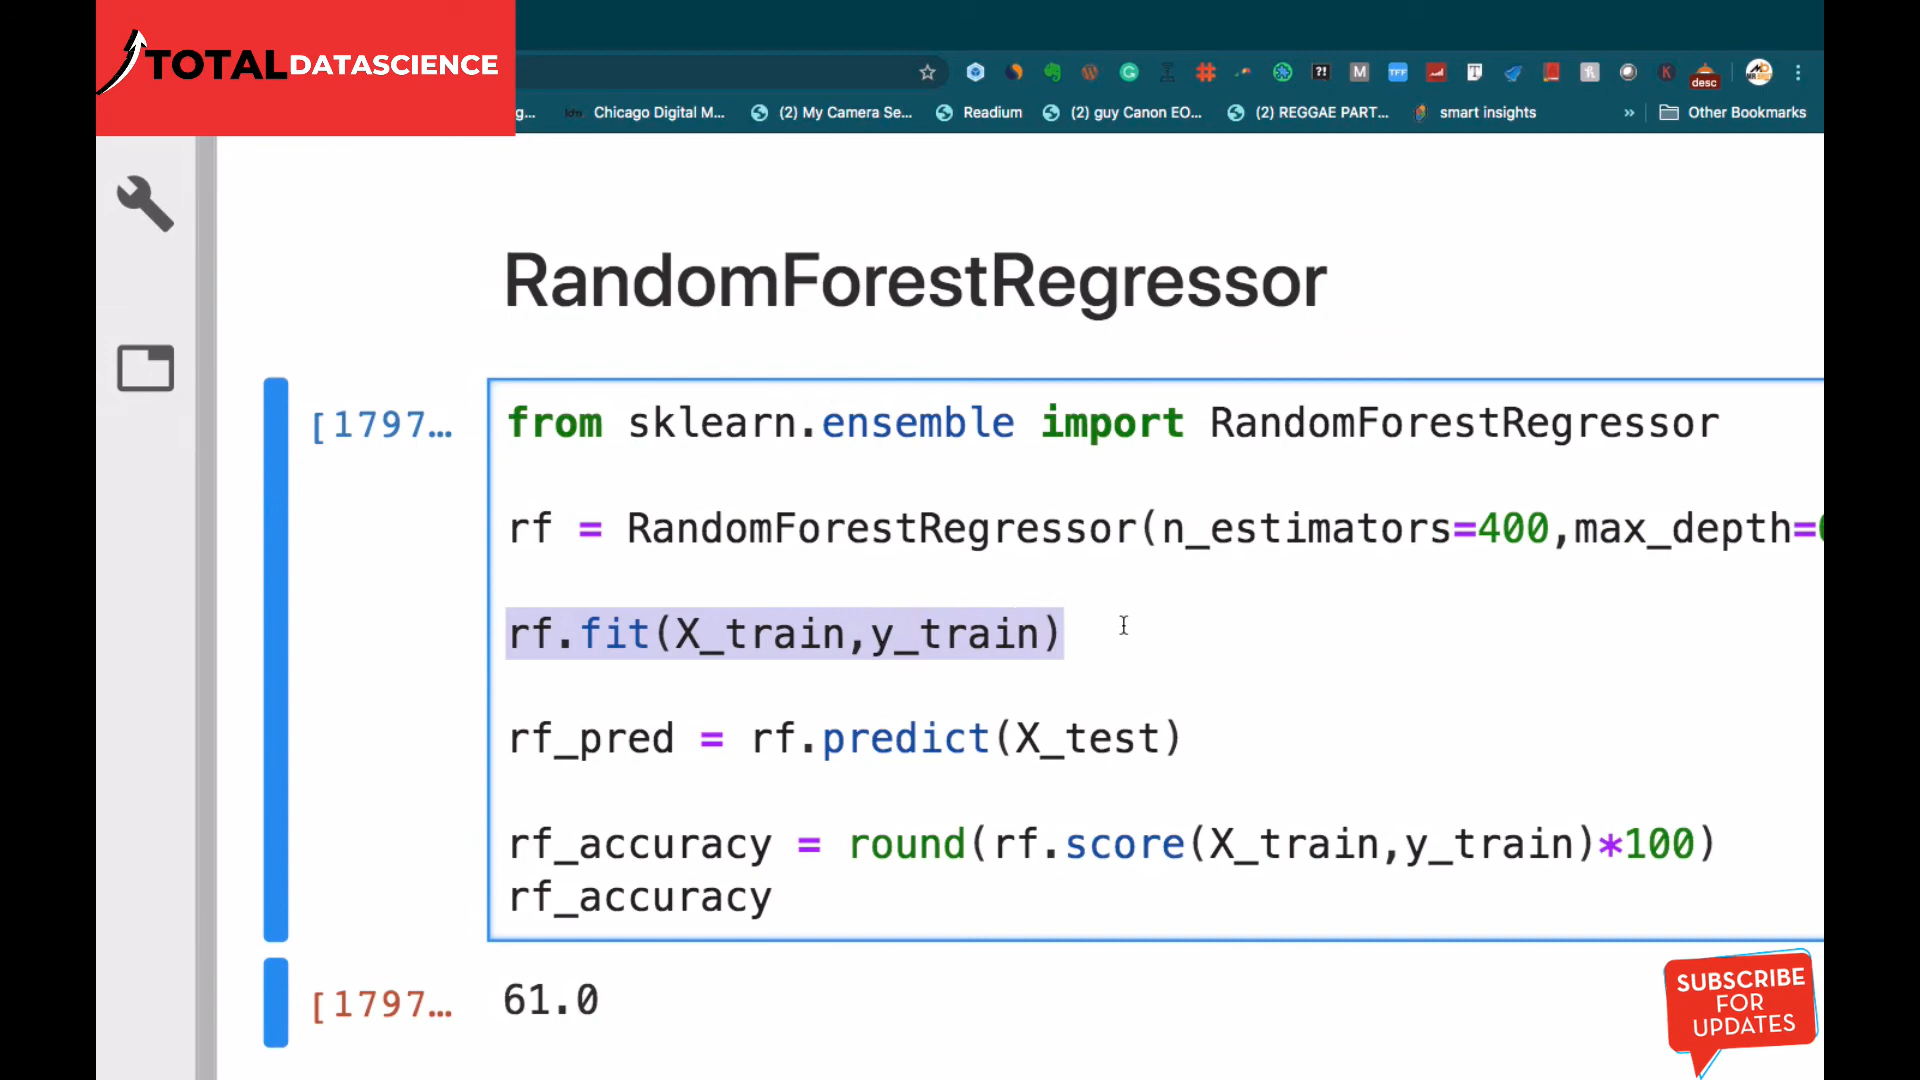 TOTALDATASCIENCE
desc
g... Chicago Digital M... (2) My Camera Se... Readium (2) guy Canon EO... (2) REGGAE PART... smart insights » Other Bookmarks
RandomForestRegressor
[1797... from sklearn.ensemble import RandomForestRegressor
rf = RandomForestRegressor(n_estimators=400,max_depth=
rf.fit(X_train,y_train)
rf_pred = rf.predict(X_test)
rf_accuracy = round(rf.score(X_train,y_train)*100)
rf_accuracy
[1797... 61.0
SUBSCRIBE
FOR
UPDATES